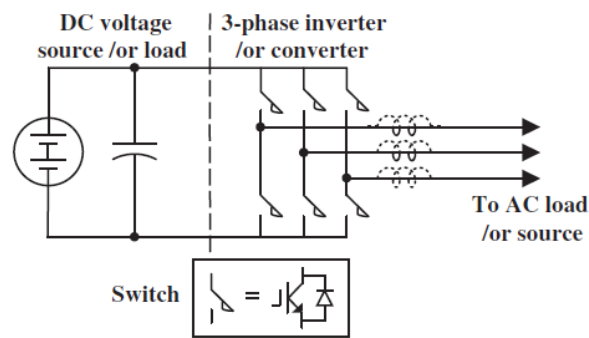 DC voltage
source /or load
3-phase inverter
/or converter
To AC load
/or source
Switch
=